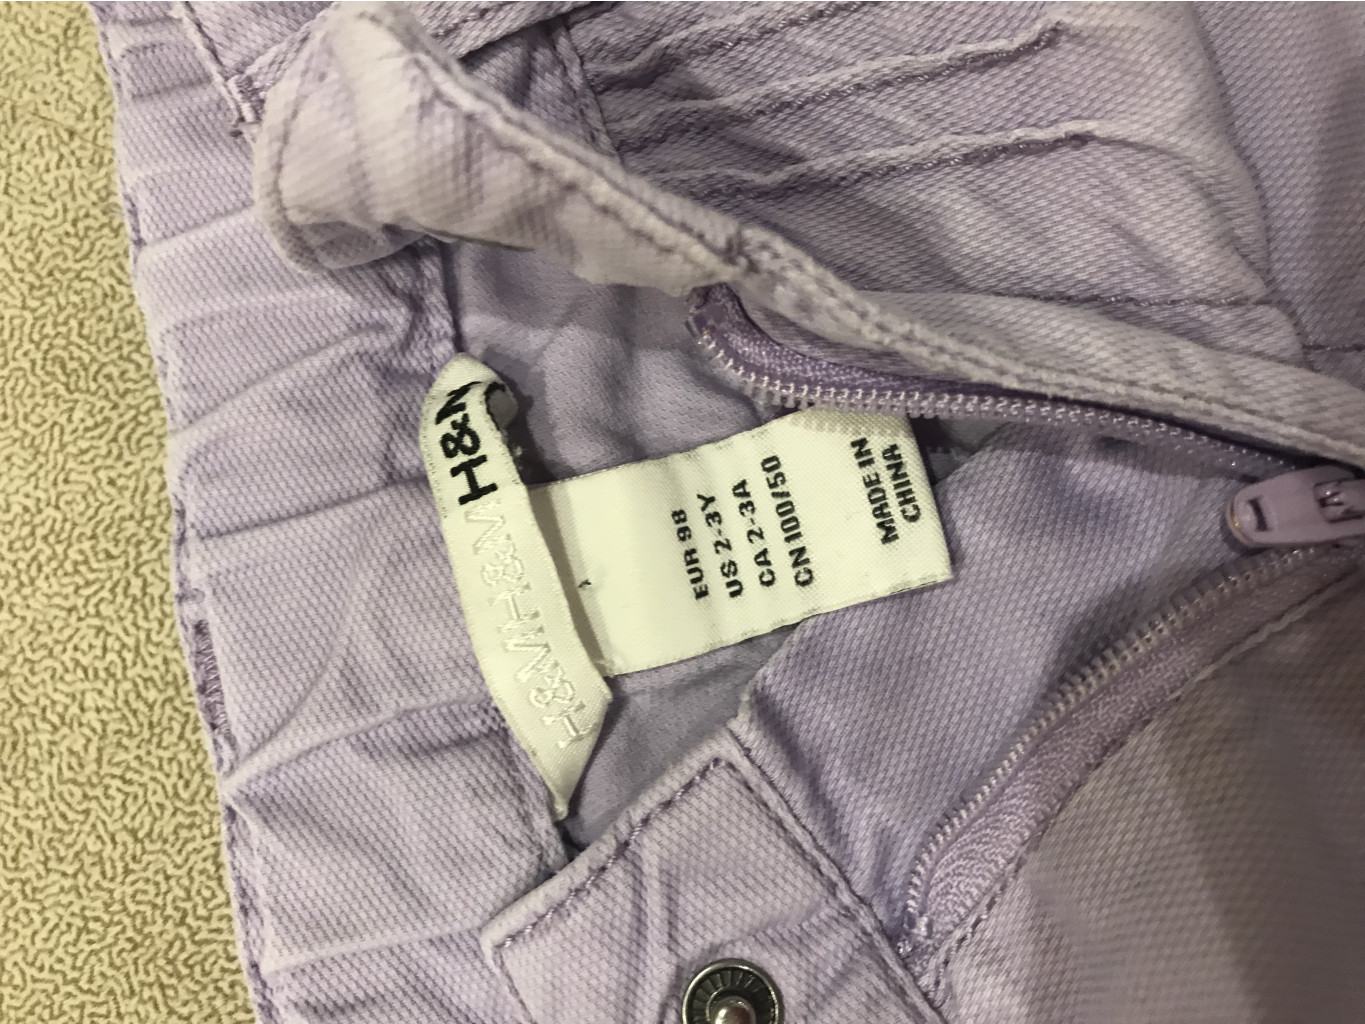 H&M
H&M H&M H&M
EUR 98
US 2-3Y
CA 2-3A
CN 100/50
MADE IN
CHINA